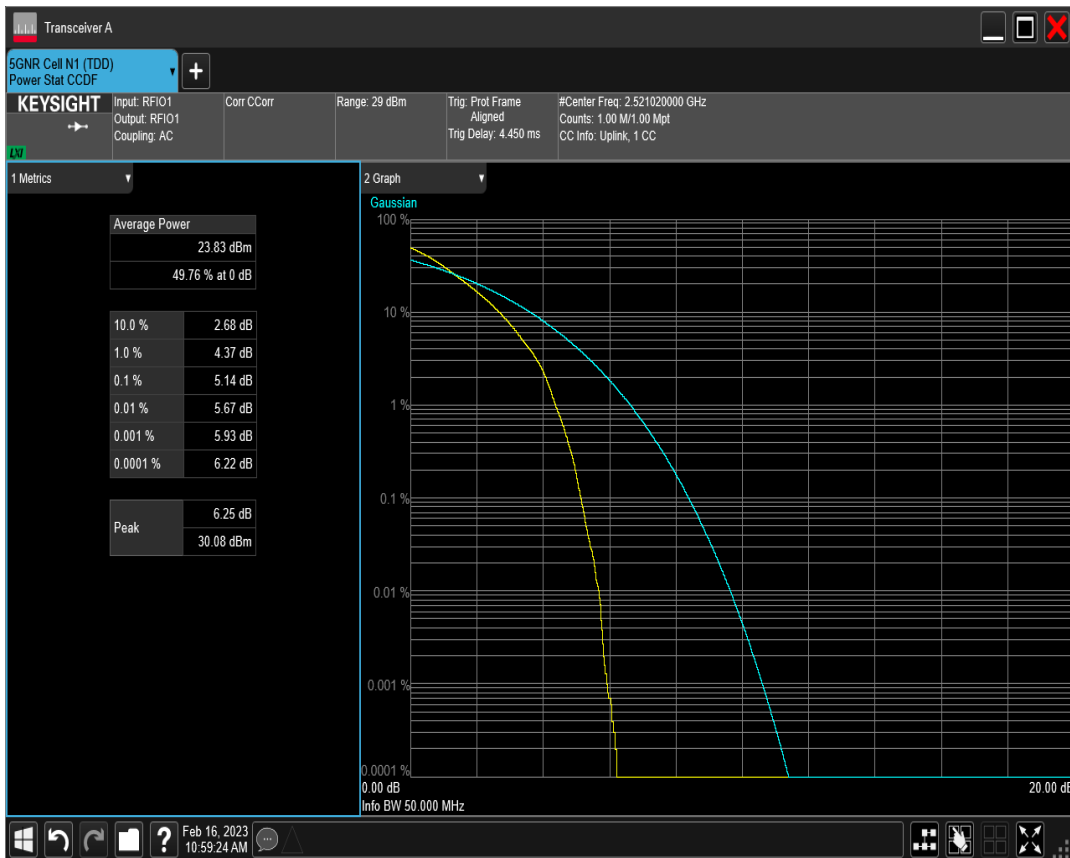 Transceiver A
5GNR Cell N1 (TDD)
Power Stat CCDF
+
KEYSIGHT
LXI
Input: RFIO1
Output: RFIO1
Coupling: AC
Corr CCorr
Range: 29 dBm
Trig: Prot Frame
Aligned
Trig Delay: 4.450 ms
#Center Freq: 2.521020000 GHz
Counts: 1.00 M/1.00 Mpt
CC Info: Uplink, 1 CC
1 Metrics
Average Power
23.83 dBm
49.76 % at 0 dB
10.0 % 2.68 dB
1.0 % 4.37 dB
0.1 % 5.14 dB
0.01 % 5.67 dB
0.001 % 5.93 dB
0.0001 % 6.22 dB
Peak
6.25 dB
30.08 dBm
2 Graph
Gaussian
100 %
10 %
1 %
0.1 %
0.01 %
0.001 %
0.0001 %
0.00 dB 20.00 dB
Info BW 50.000 MHz
?
Feb 16, 2023
10:59:24 AM